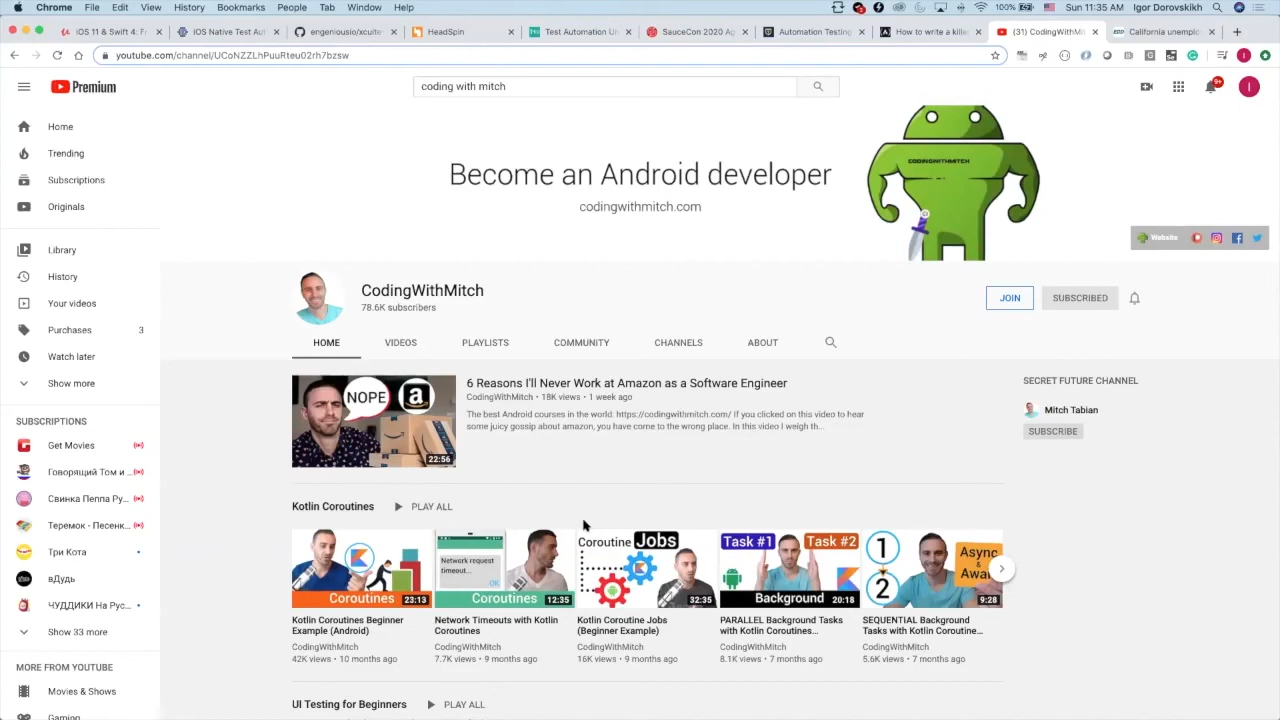 Chrome File Edit View History Bookmarks People Tab Window Help
100% Sun 11:35 AM Igor Dorovskikh
iOS 11 & Swift 4: Fr
iOS Native Test Aut
engeniousio/xcuite
HeadSpin
Test Automation Un
SauceCon 2020 Ag
Automation Testing
How to write a kille
(31) CodingWithMit
California unemplo
youtube.com/channel/UCoNZZLhPuuRteu02rh7bzsw
Premium
coding with mitch
9+
I
Home
Trending
Subscriptions
Originals
Library
History
Your videos
Purchases 3
Watch later
Show more
SUBSCRIPTIONS
Get Movies
Говорящий Том и ...
Свинка Пеппа Ру...
Теремок - Песенк...
Три Кота
вДудь
ЧУДДИКИ На Рус...
Show 33 more
MORE FROM YOUTUBE
Movies & Shows
Gaming
Become an Android developer
codingwithmitch.com
CODINGWITHMITCH
Website
CodingWithMitch
78.6K subscribers
JOIN
SUBSCRIBED
HOME VIDEOS PLAYLISTS COMMUNITY CHANNELS ABOUT
NOPE
a
22:56
6 Reasons I'll Never Work at Amazon as a Software Engineer
CodingWithMitch • 18K views • 1 week ago
The best Android courses in the world: https://codingwithmitch.com/ If you clicked on this video to hear
some juicy gossip about amazon, you have come to the wrong place. In this video I weigh th...
SECRET FUTURE CHANNEL
Mitch Tabian
SUBSCRIBE
Kotlin Coroutines PLAY ALL
Coroutines
23:13
Kotlin Coroutines Beginner
Example (Android)
CodingWithMitch
42K views • 10 months ago
Network request
timeout...
OK
Coroutines
12:35
Network Timeouts with Kotlin
Coroutines
CodingWithMitch
7.7K views • 9 months ago
Coroutine Jobs
32:35
Kotlin Coroutine Jobs
(Beginner Example)
CodingWithMitch
16K views • 9 months ago
Task #1 Task #2
Background
20:18
PARALLEL Background Tasks
with Kotlin Coroutines...
CodingWithMitch
8.1K views • 7 months ago
1
2
Async
&
Awa
9:28
SEQUENTIAL Background
Tasks with Kotlin Coroutine...
CodingWithMitch
5.6K views • 7 months ago
UI Testing for Beginners PLAY ALL